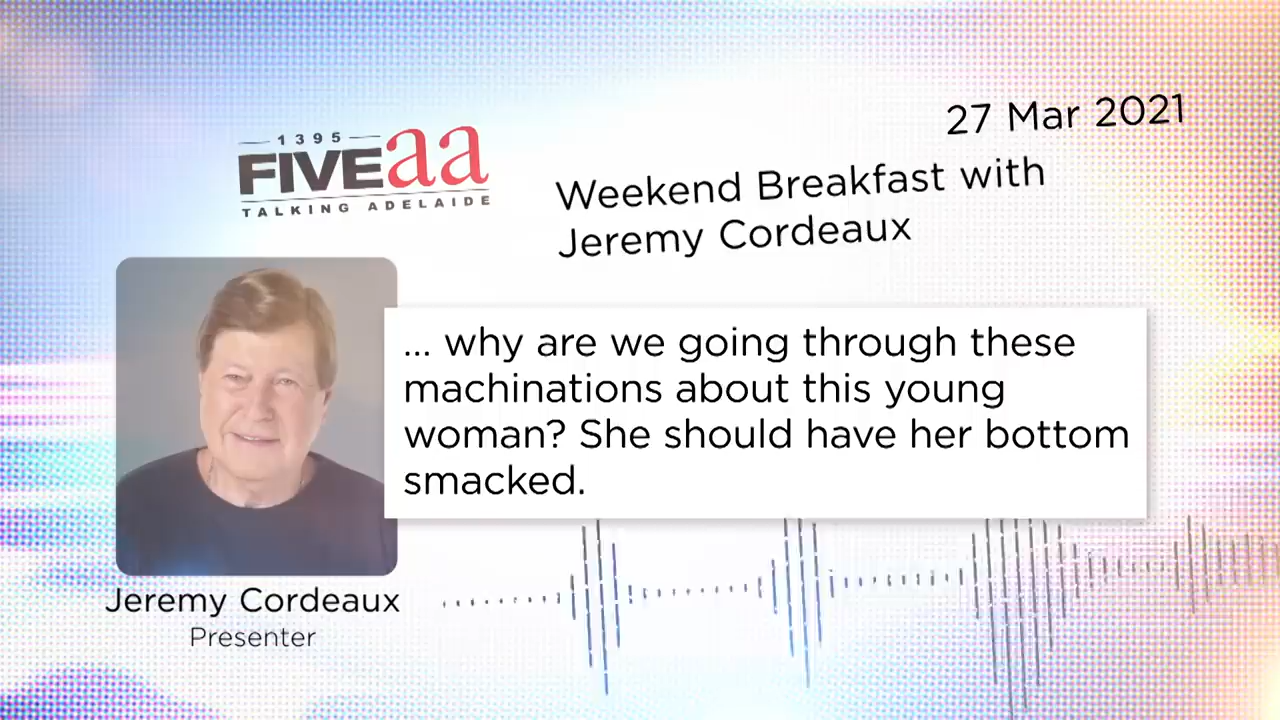 1395
FIVEaa
TALKING ADELAIDE
27 Mar 2021
Weekend Breakfast with
Jeremy Cordeaux
... why are we going through these
machinations about this young
woman? She should have her bottom
smacked.
Jeremy Cordeaux
Presenter